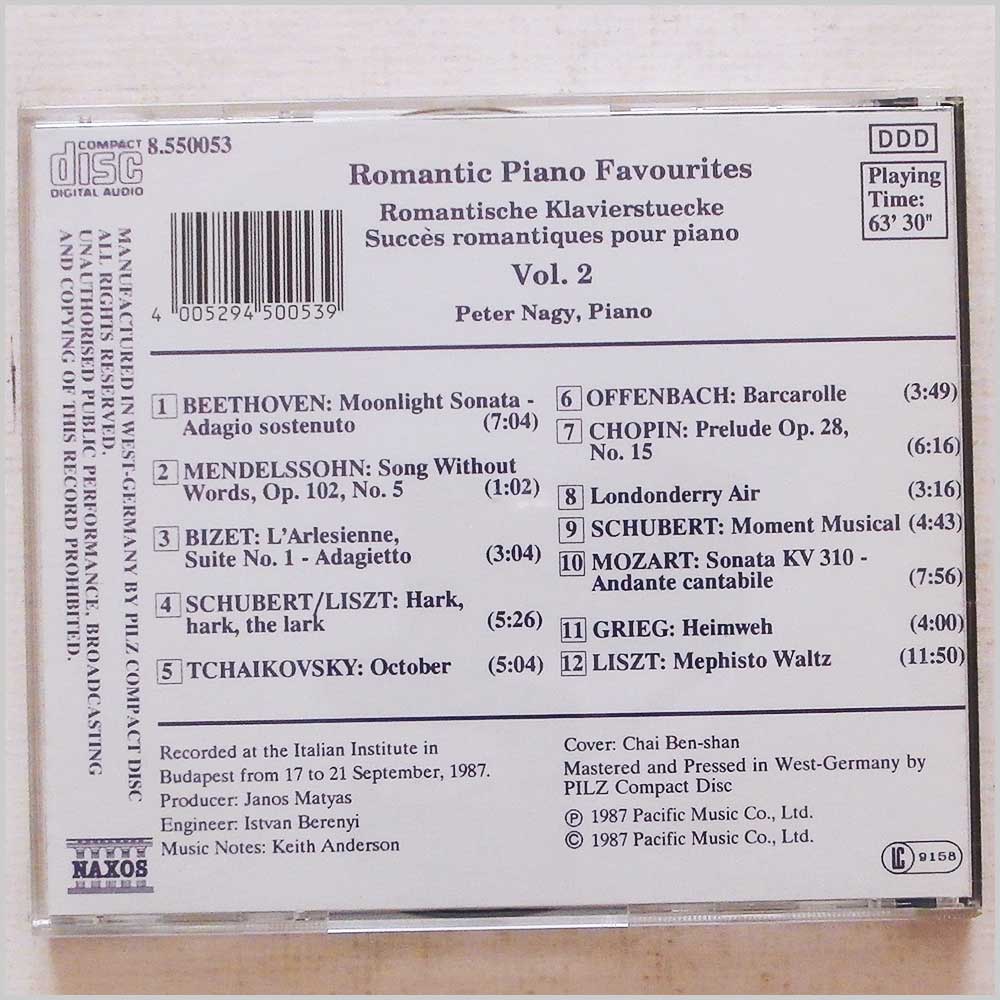 COMPACT
disc
DIGITAL AUDIO
8.550053
DDD
Playing
Time:
63' 30"
Romantic Piano Favourites
Romantische Klavierstuecke
Succès romantiques pour piano
Vol. 2
Peter Nagy, Piano
4 005294 500539
MANUFACTURED IN WEST-GERMANY BY PILZ COMPACT DISC
ALL RIGHTS RESERVED.
UNAUTHORISED PUBLIC PERFORMANCE, BROADCASTING
AND COPYING OF THIS RECORD PROHIBITED.
1 BEETHOVEN: Moonlight Sonata -
Adagio sostenuto (7:04)
2 MENDELSSOHN: Song Without
Words, Op. 102, No. 5 (1:02)
3 BIZET: L'Arlesienne,
Suite No. 1 - Adagietto (3:04)
4 SCHUBERT/LISZT: Hark,
hark, the lark (5:26)
5 TCHAIKOVSKY: October (5:04)
6 OFFENBACH: Barcarolle (3:49)
7 CHOPIN: Prelude Op. 28,
No. 15 (6:16)
8 Londonderry Air (3:16)
9 SCHUBERT: Moment Musical (4:43)
10 MOZART: Sonata KV 310 -
Andante cantabile (7:56)
11 GRIEG: Heimweh (4:00)
12 LISZT: Mephisto Waltz (11:50)
Recorded at the Italian Institute in
Budapest from 17 to 21 September, 1987.
Producer: Janos Matyas
Engineer: Istvan Berenyi
Music Notes: Keith Anderson
Cover: Chai Ben-shan
Mastered and Pressed in West-Germany by
PILZ Compact Disc
℗ 1987 Pacific Music Co., Ltd.
© 1987 Pacific Music Co., Ltd.
NAXOS
LC 9158